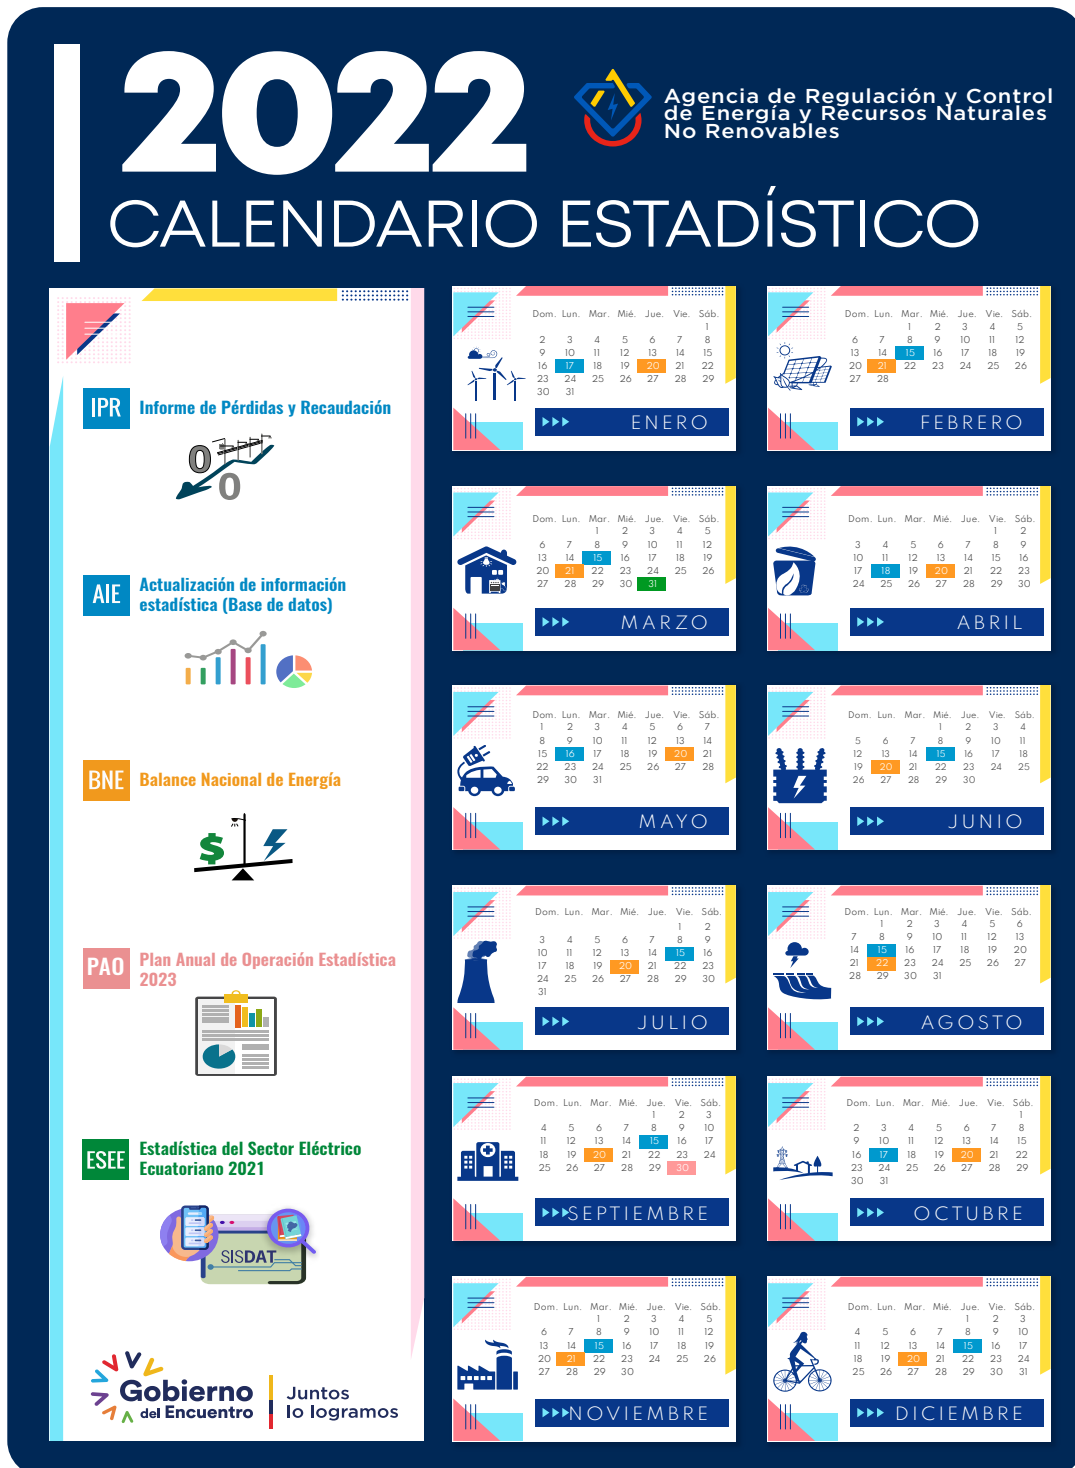 2022
CALENDARIO ESTADÍSTICO
Agencia de Regulación y Control
de Energía y Recursos Naturales
No Renovables
IPR Informe de Pérdidas y Recaudación
0
0
AIE Actualización de información
estadística (Base de datos)
BNE Balance Nacional de Energía
$
PAO Plan Anual de Operación Estadística
2023
ESEE Estadística del Sector Eléctrico
Ecuatoriano 2021
SISDAT
Gobierno
del Encuentro
Juntos
lo logramos
Dom. Lun. Mar. Mié. Jue. Vie. Sáb.
1
2 3 4 5 6 7 8
9 10 11 12 13 14 15
16 17 18 19 20 21 22
23 24 25 26 27 28 29
30 31
ENERO
Dom. Lun. Mar. Mié. Jue. Vie. Sáb.
1 2 3 4 5
6 7 8 9 10 11 12
13 14 15 16 17 18 19
20 21 22 23 24 25 26
27 28
FEBRERO
Dom. Lun. Mar. Mié. Jue. Vie. Sáb.
1 2 3 4 5
6 7 8 9 10 11 12
13 14 15 16 17 18 19
20 21 22 23 24 25 26
27 28 29 30 31
MARZO
Dom. Lun. Mar. Mié. Jue. Vie. Sáb.
1 2
3 4 5 6 7 8 9
10 11 12 13 14 15 16
17 18 19 20 21 22 23
24 25 26 27 28 29 30
ABRIL
Dom. Lun. Mar. Mié. Jue. Vie. Sáb.
1 2 3 4 5 6 7
8 9 10 11 12 13 14
15 16 17 18 19 20 21
22 23 24 25 26 27 28
29 30 31
MAYO
Dom. Lun. Mar. Mié. Jue. Vie. Sáb.
1 2 3 4
5 6 7 8 9 10 11
12 13 14 15 16 17 18
19 20 21 22 23 24 25
26 27 28 29 30
JUNIO
Dom. Lun. Mar. Mié. Jue. Vie. Sáb.
1 2
3 4 5 6 7 8 9
10 11 12 13 14 15 16
17 18 19 20 21 22 23
24 25 26 27 28 29 30
31
JULIO
Dom. Lun. Mar. Mié. Jue. Vie. Sáb.
1 2 3 4 5 6
7 8 9 10 11 12 13
14 15 16 17 18 19 20
21 22 23 24 25 26 27
28 29 30 31
AGOSTO
Dom. Lun. Mar. Mié. Jue. Vie. Sáb.
1 2 3
4 5 6 7 8 9 10
11 12 13 14 15 16 17
18 19 20 21 22 23 24
25 26 27 28 29 30
SEPTIEMBRE
Dom. Lun. Mar. Mié. Jue. Vie. Sáb.
1
2 3 4 5 6 7 8
9 10 11 12 13 14 15
16 17 18 19 20 21 22
23 24 25 26 27 28 29
30 31
OCTUBRE
Dom. Lun. Mar. Mié. Jue. Vie. Sáb.
1 2 3 4 5
6 7 8 9 10 11 12
13 14 15 16 17 18 19
20 21 22 23 24 25 26
27 28 29 30
NOVIEMBRE
Dom. Lun. Mar. Mié. Jue. Vie. Sáb.
1 2 3
4 5 6 7 8 9 10
11 12 13 14 15 16 17
18 19 20 21 22 23 24
25 26 27 28 29 30 31
DICIEMBRE